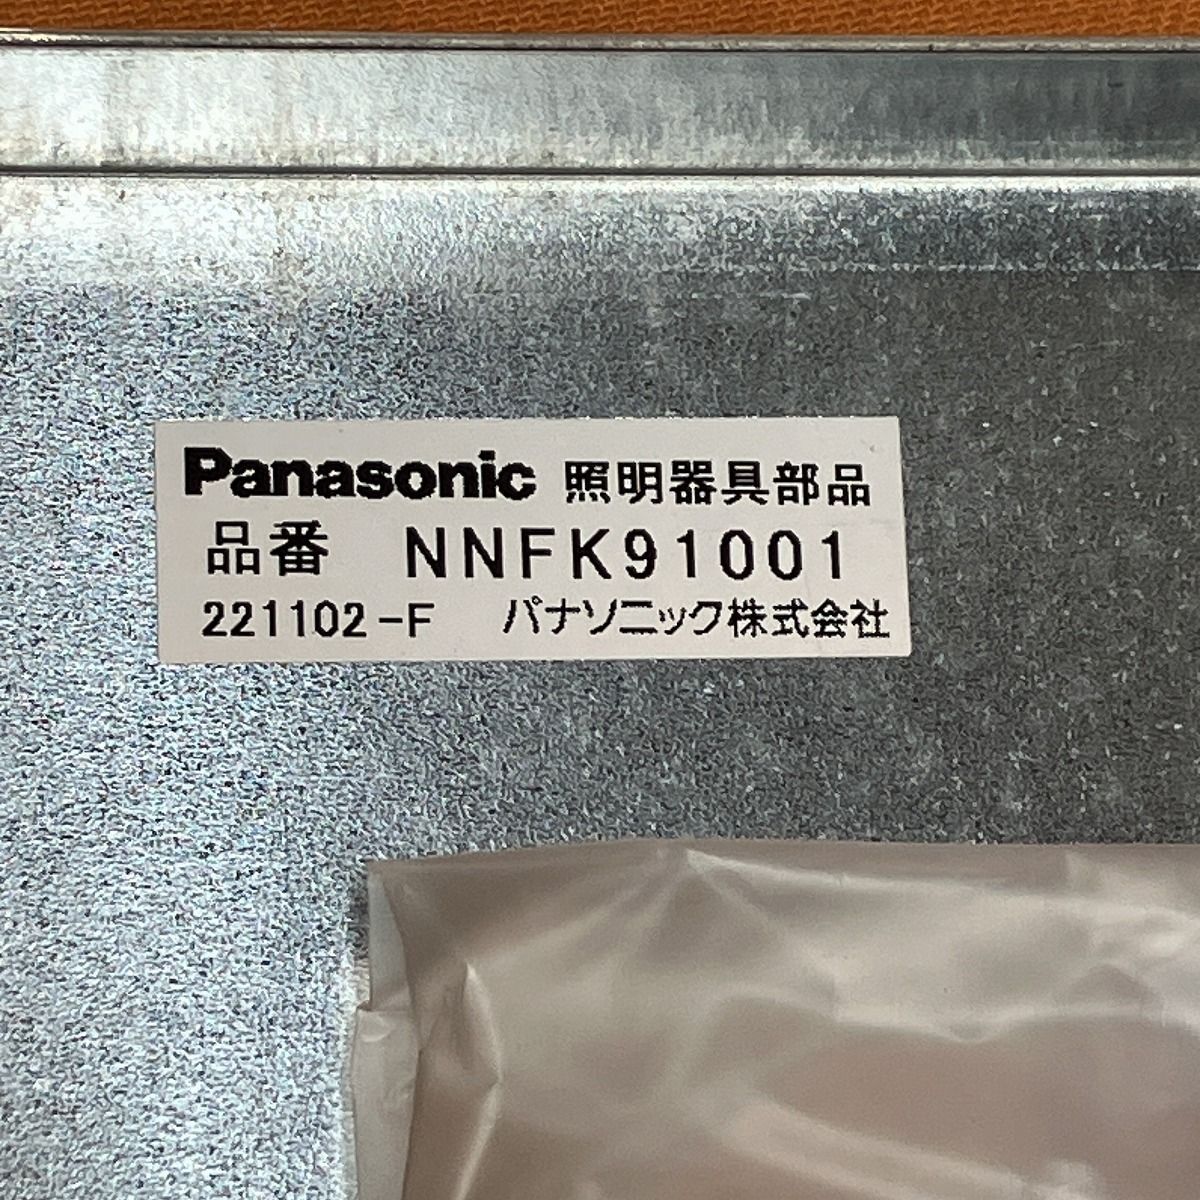 Panasonic 照明器具部品
品番 NNFK91001
221102-F パナソニック株式会社